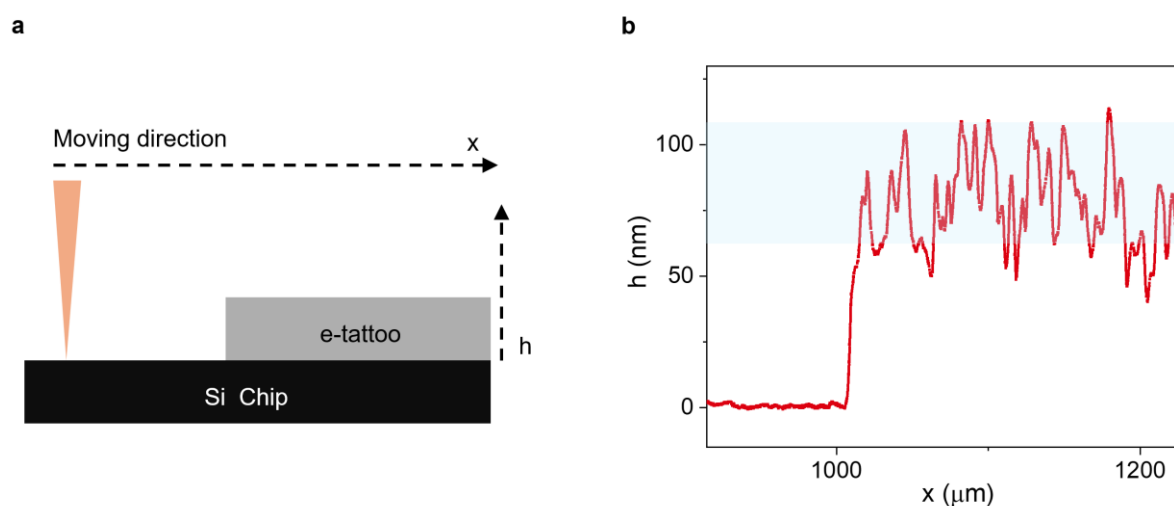 a
Moving direction
x
h
e-tattoo
Si Chip
b
h (nm)
100
50
0
1000
1200
x (μm)